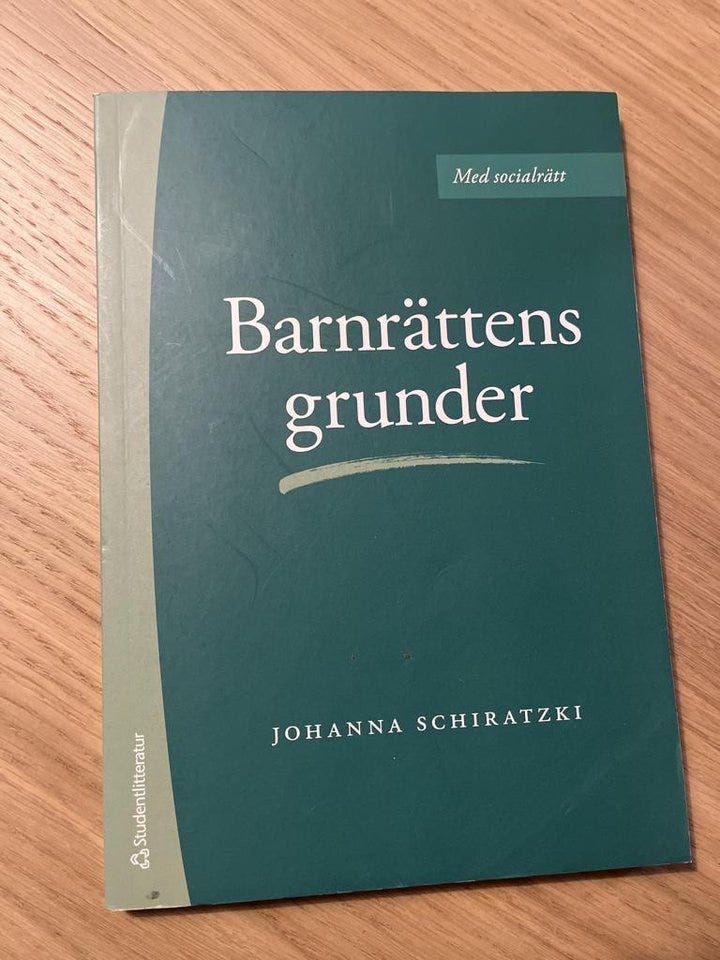 Med socialrätt
Barnrättens
grunder
JOHANNA SCHIRATZKI
Studentlitteratur